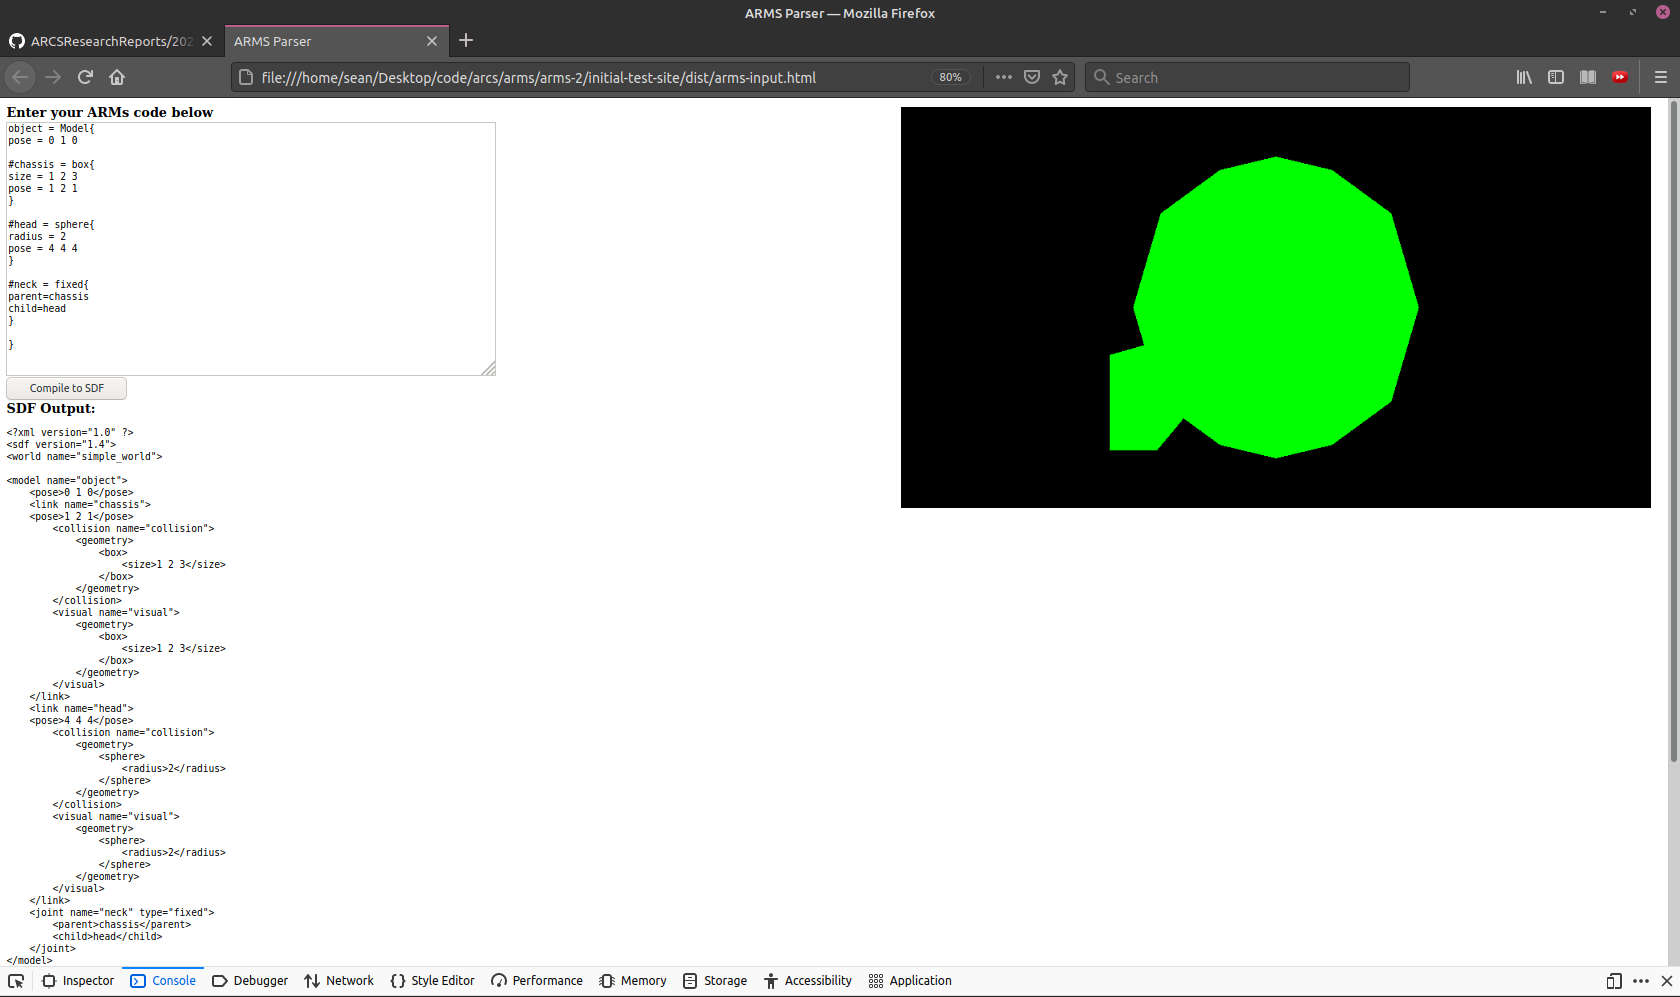 ARMS Parser — Mozilla Firefox
ARCSResearchReports/202
ARMS Parser
file:///home/sean/Desktop/code/arcs/arms/arms-2/initial-test-site/dist/arms-input.html
80%
Search
Enter your ARMs code below
object = Model{
pose = 0 1 0
#chassis = box{
size = 1 2 3
pose = 1 2 1
}
#head = sphere{
radius = 2
pose = 4 4 4
}
#neck = fixed{
parent=chassis
child=head
}
}
Compile to SDF
SDF Output:
<?xml version="1.0" ?>
<sdf version="1.4">
<world name="simple_world">
<model name="object">
    <pose>0 1 0</pose>
    <link name="chassis">
    <pose>1 2 1</pose>
        <collision name="collision">
            <geometry>
                <box>
                    <size>1 2 3</size>
                </box>
            </geometry>
        </collision>
        <visual name="visual">
            <geometry>
                <box>
                    <size>1 2 3</size>
                </box>
            </geometry>
        </visual>
    </link>
    <link name="head">
    <pose>4 4 4</pose>
        <collision name="collision">
            <geometry>
                <sphere>
                    <radius>2</radius>
                </sphere>
            </geometry>
        </collision>
        <visual name="visual">
            <geometry>
                <sphere>
                    <radius>2</radius>
                </sphere>
            </geometry>
        </visual>
    </link>
    <joint name="neck" type="fixed">
        <parent>chassis</parent>
        <child>head</child>
    </joint>
</model>
Inspector Console Debugger Network Style Editor Performance Memory Storage Accessibility Application